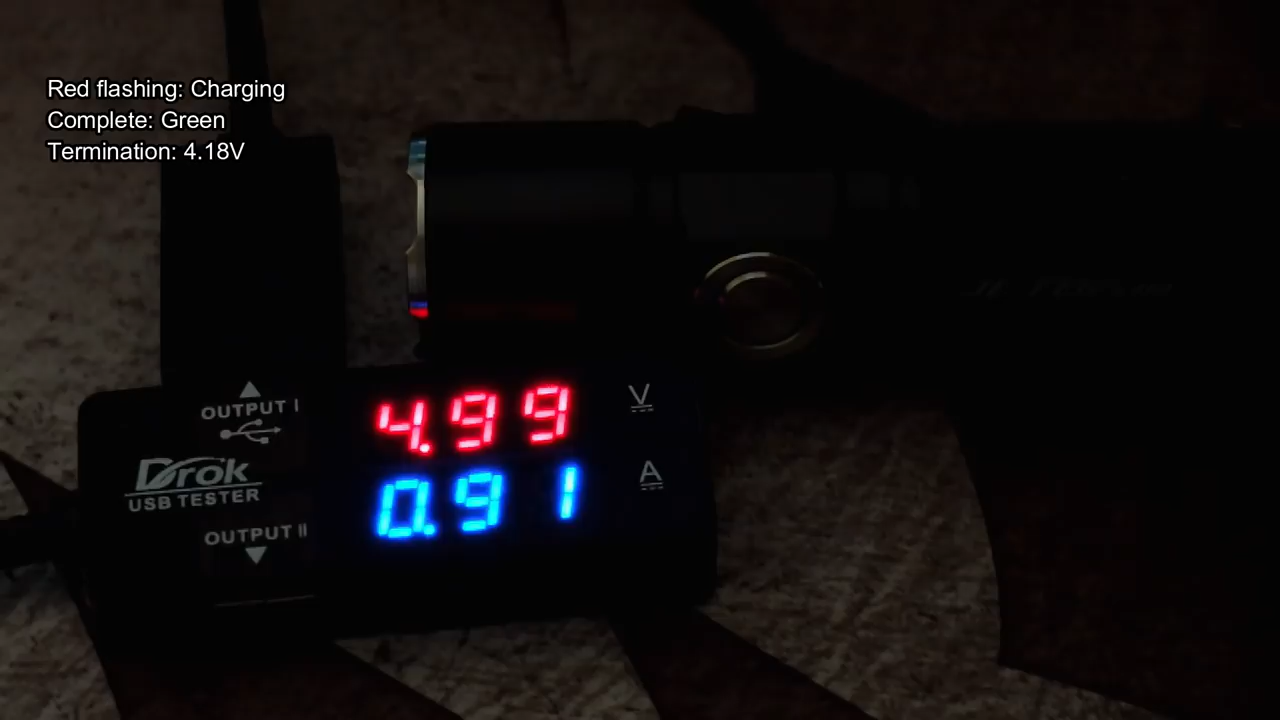 Red flashing: Charging
Complete: Green
Termination: 4.18V
OUTPUT I
Drok
USB TESTER
OUTPUT II
4.99 V
0.91 A